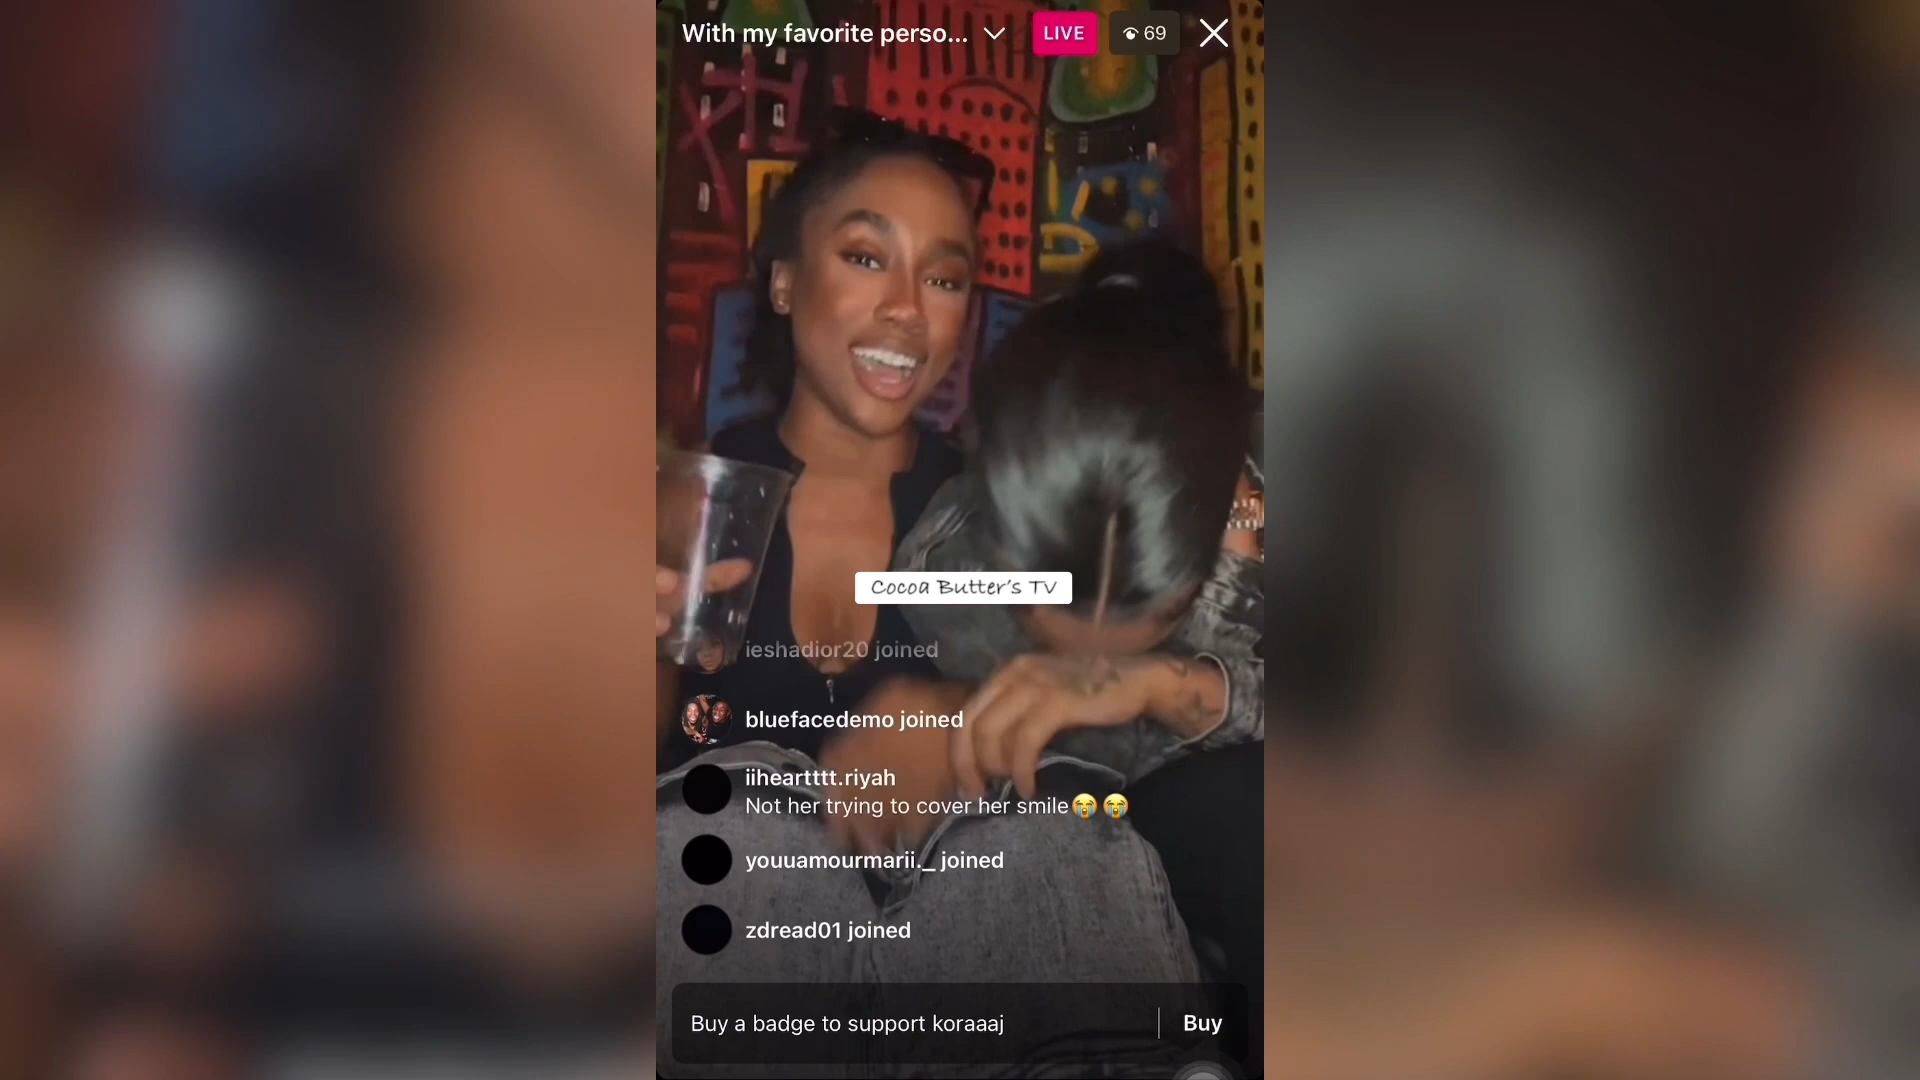 With my favorite perso...
LIVE
69
Cocoa Butter's TV
ieshadior20 joined
bluefacedemo joined
iiheartttt.riyah
Not her trying to cover her smile😭😭
youuamourmarii._ joined
zdread01 joined
Buy a badge to support koraaaj
Buy